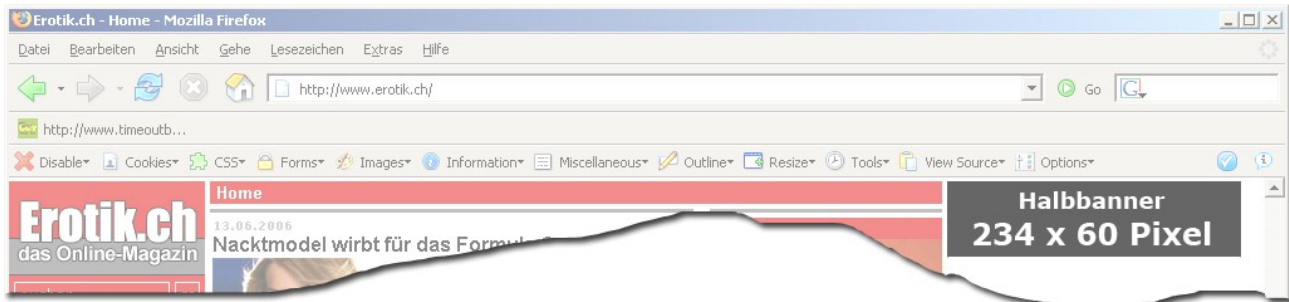 Erotik.ch - Home - Mozilla Firefox
Datei Bearbeiten Ansicht Gehe Lesezeichen Extras Hilfe
http://www.erotik.ch/ Go
http://www.timeoutb...
Disable Cookies CSS Forms Images Information Miscellaneous Outline Resize Tools View Source Options
Erotik.ch
das Online-Magazin
Home
13.06.2006
Nacktmodel wirbt für das
Halbbanner
234 x 60 Pixel